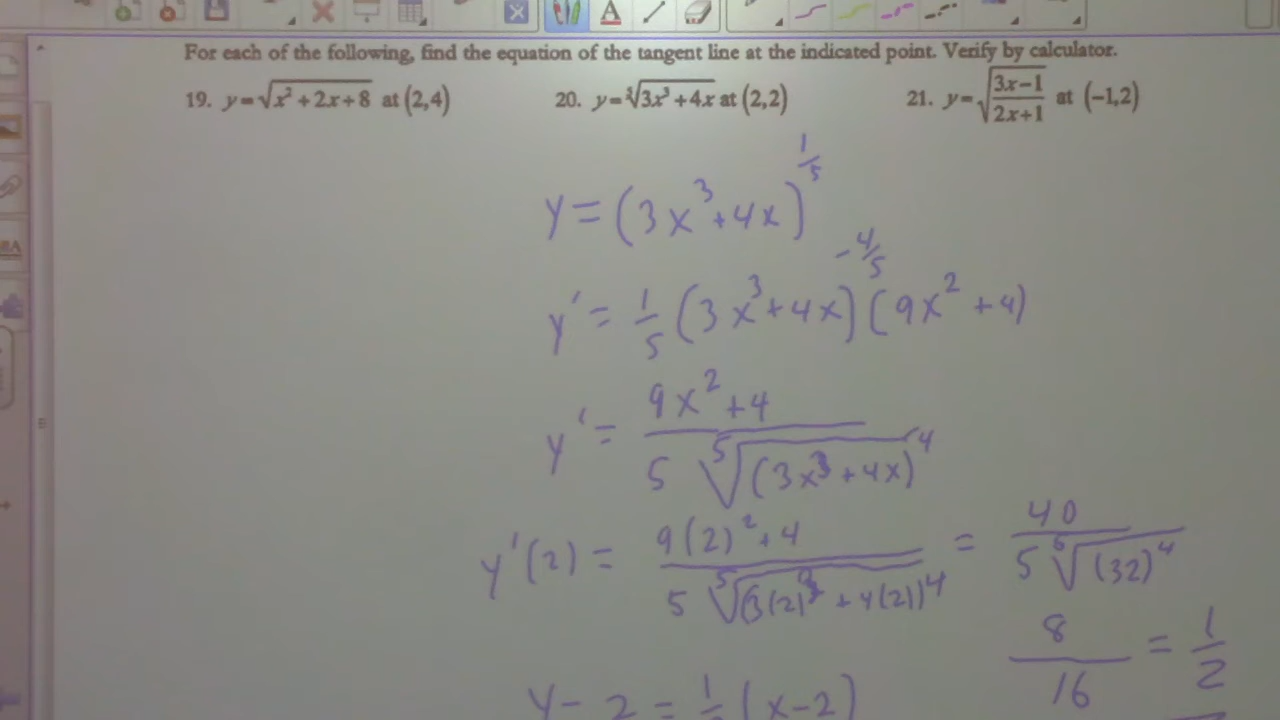 For each of the following, find the equation of the tangent line at the indicated point. Verify by calculator.
19. y=√(x²+2x+8) at (2,4)
20. y=⁵√(3x³+4x) at (2,2)
21. y=√((3x-1)/(2x+1)) at (-1,2)
y = (3x³+4x)^(1/5)
y' = 1/5 (3x³+4x)^(-4/5) (9x²+4)
y' = (9x²+4)/(5 ⁵√((3x³+4x)⁴))
y'(2) = (9(2)²+4)/(5 ⁵√((3(2)³+4(2))⁴)) = 40/(5 ⁵√((32)⁴))
8/16 = 1/2
y-2 = 1/2 (x-2)